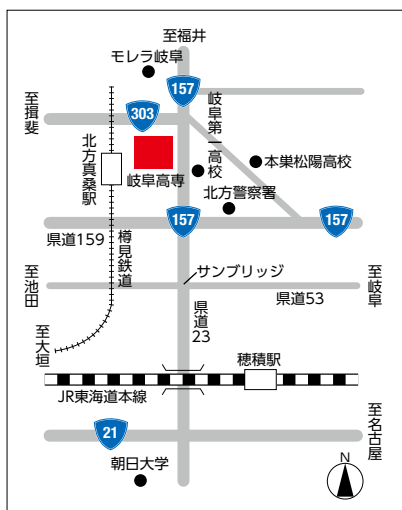 至福井
モレラ岐阜
157
至揖斐
303
岐阜第一高校
本巣松陽高校
北方真桑駅
岐阜高専
北方警察署
157
157
県道159
樽見鉄道
サンブリッジ
至池田
県道53
至岐阜
県道23
至大垣
穂積駅
JR東海道本線
至名古屋
21
朝日大学
N